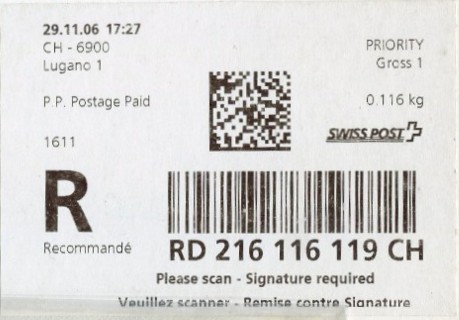 29.11.06 17:27
CH - 6900
Lugano 1
PRIORITY
Gross 1
P.P. Postage Paid
0.116 kg
1611
SWISS POST
R
Recommandé
RD 216 116 119 CH
Please scan - Signature required
Veuillez scanner - Remise contre Signature